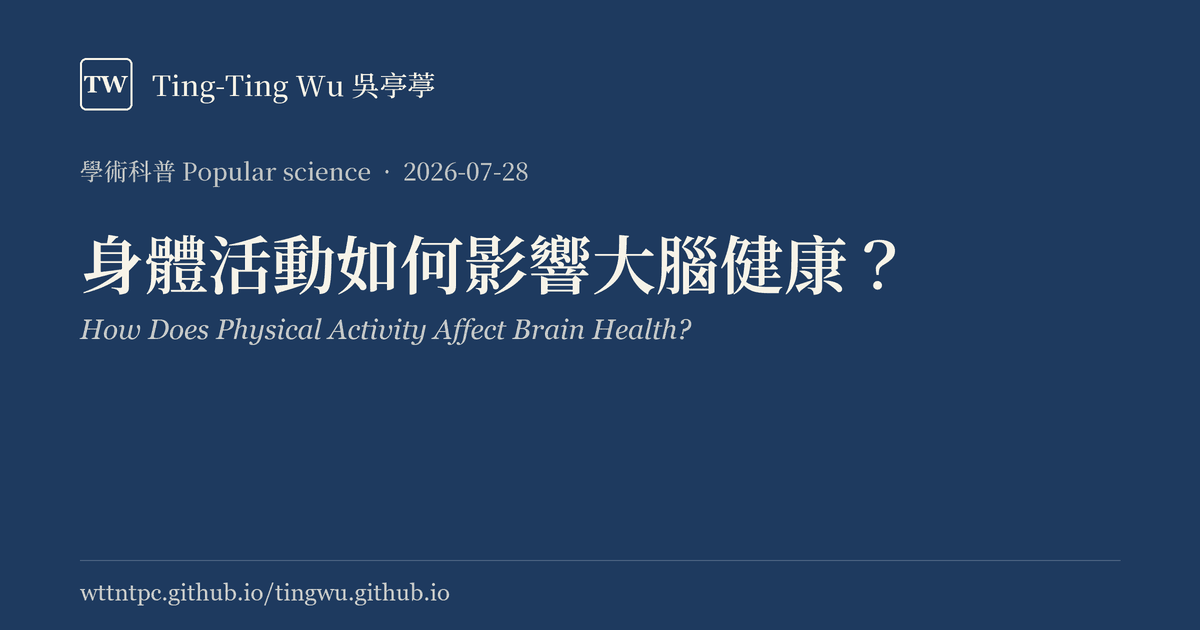 TW
Ting-Ting Wu 吳亭葶
學術科普 Popular science · 2026-07-28
身體活動如何影響大腦健康？
How Does Physical Activity Affect Brain Health?
wttntpc.github.io/tingwu.github.io